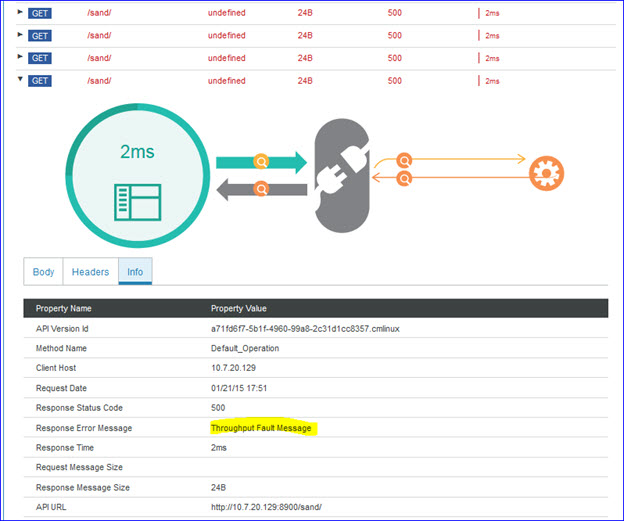 GET /sand/ undefined 24B 500 2ms
GET /sand/ undefined 24B 500 2ms
GET /sand/ undefined 24B 500 2ms
GET /sand/ undefined 24B 500 2ms
2ms
Body Headers Info
Property Name Property Value
API Version Id a71fd6f7-5b1f-4960-99a8-2c31d1cc8357.cmlinux
Method Name Default_Operation
Client Host 10.7.20.129
Request Date 01/21/15 17:51
Response Status Code 500
Response Error Message Throughput Fault Message
Response Time 2ms
Request Message Size
Response Message Size 24B
API URL http://10.7.20.129:8900/sand/